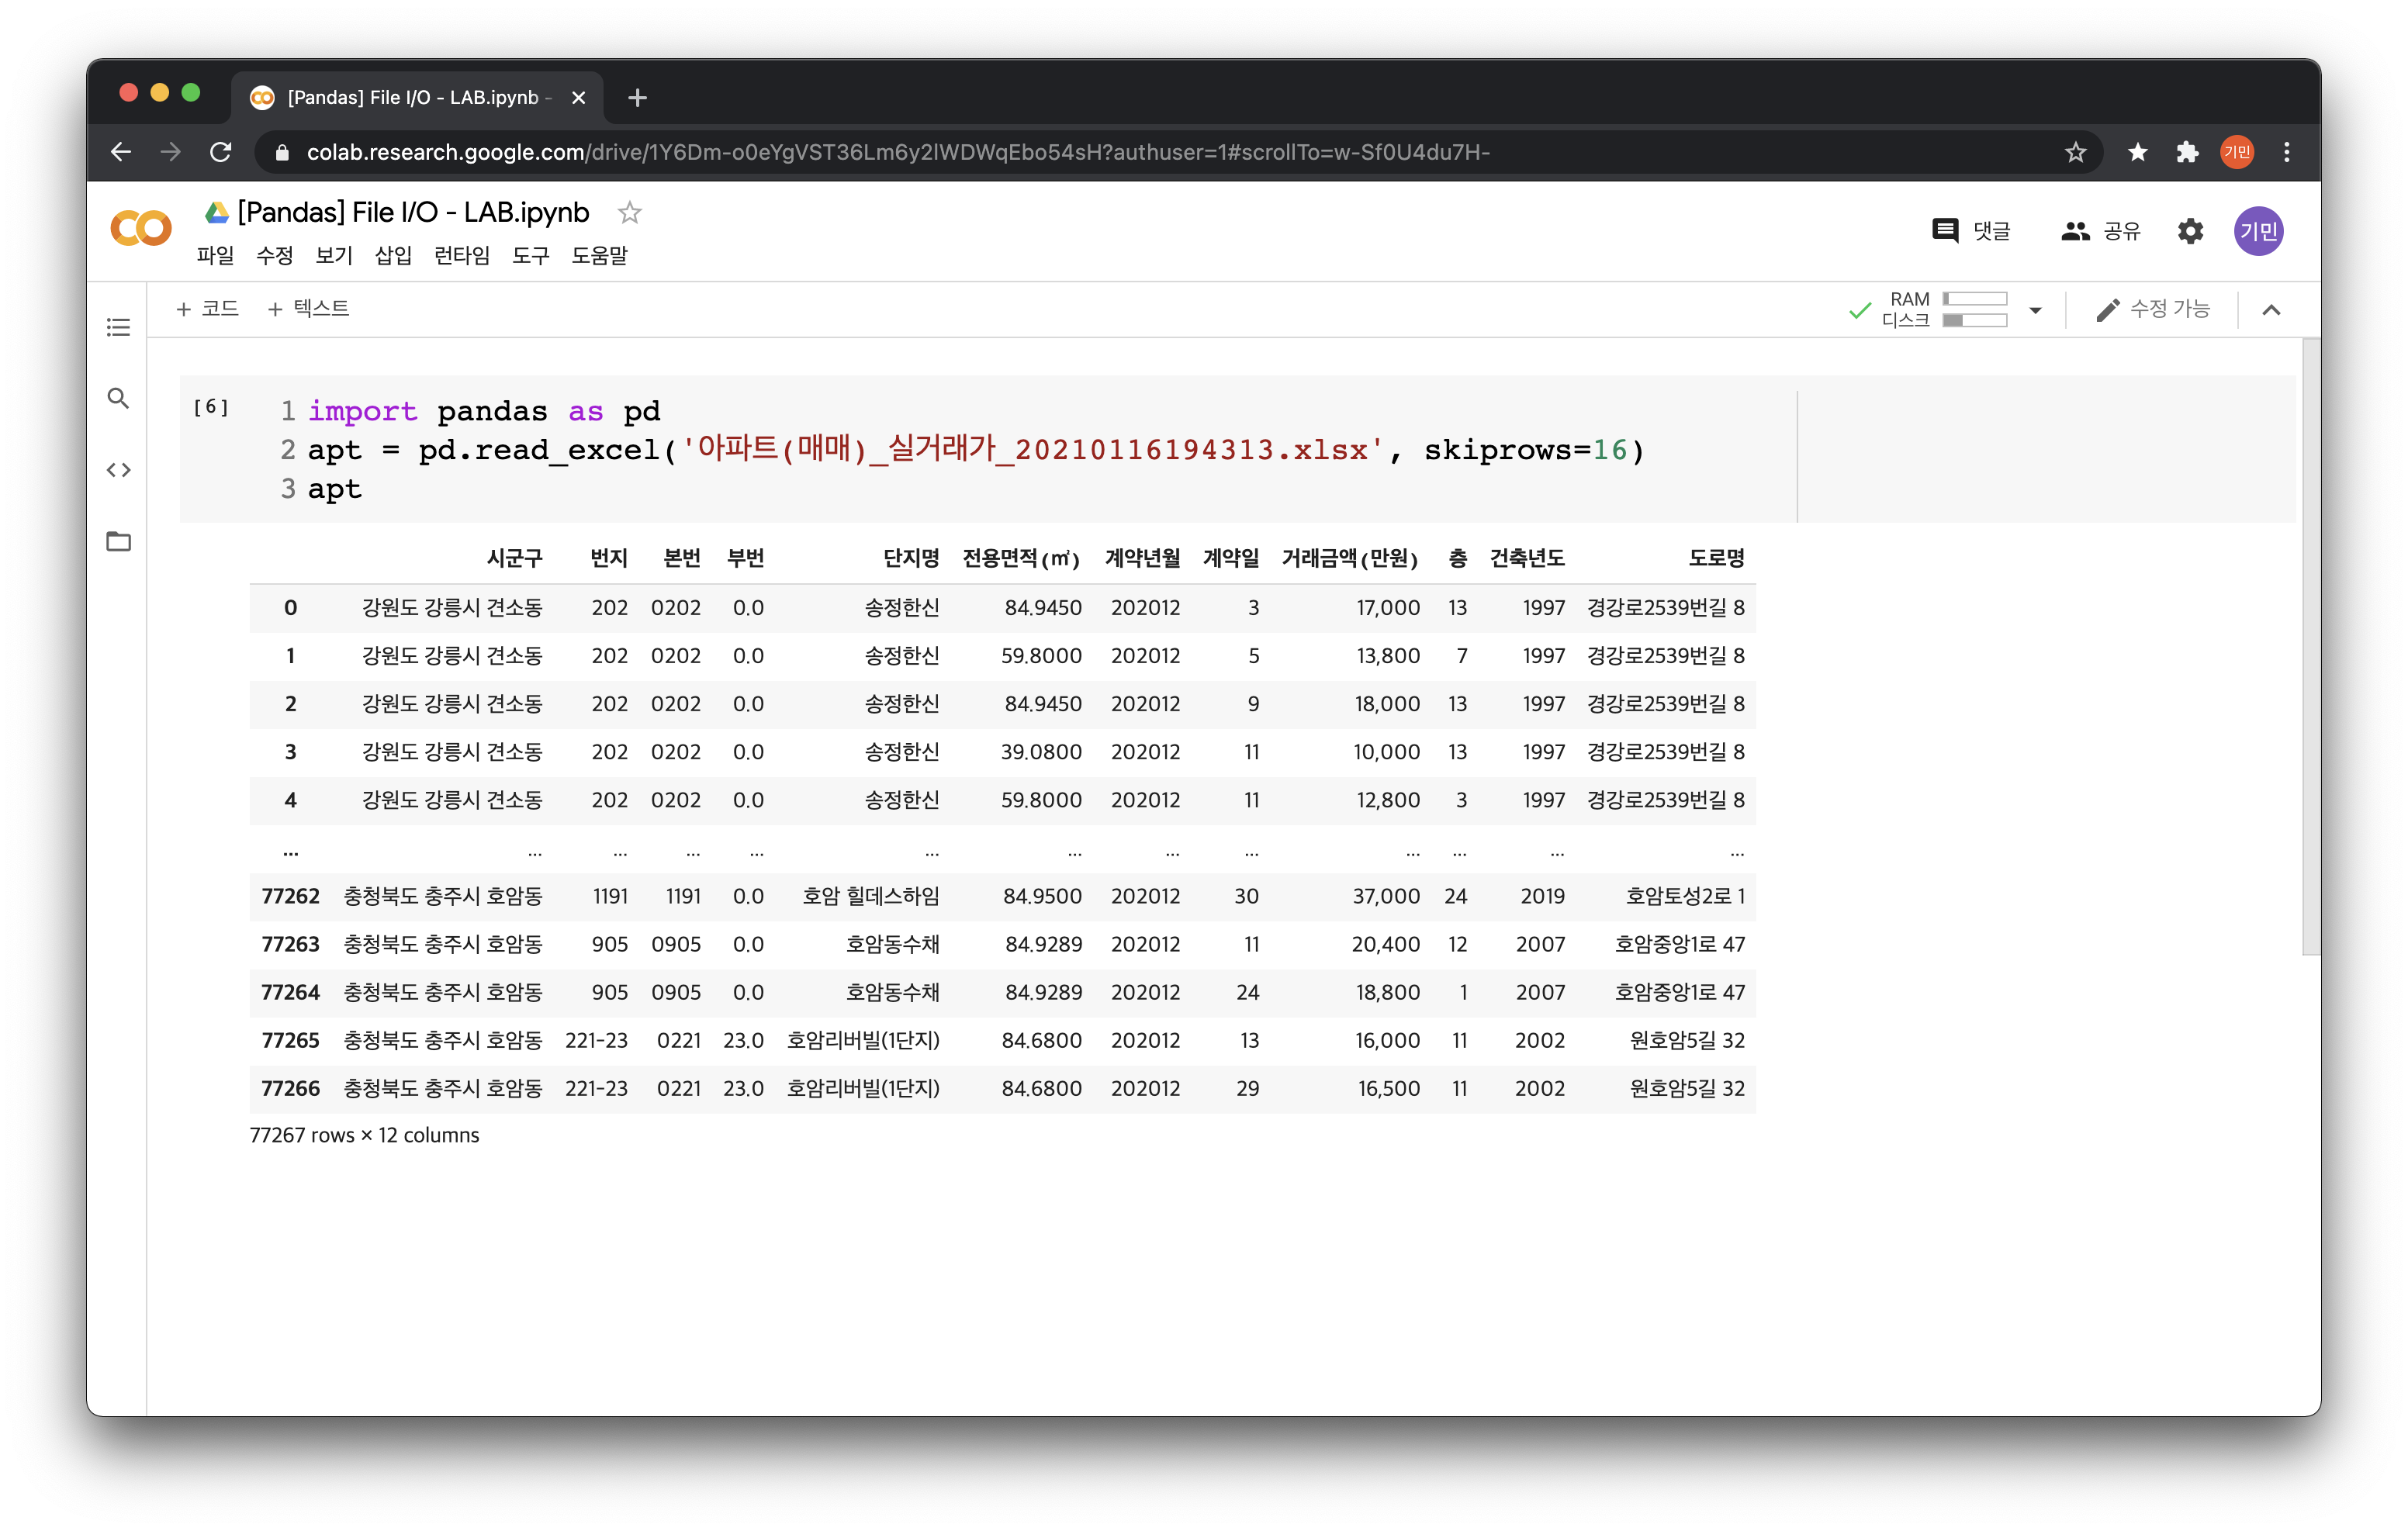 [Pandas] File I/O - LAB.ipynb -
colab.research.google.com/drive/1Y6Dm-o0eYgVST36Lm6y2lWDWqEbo54sH?authuser=1#scrollTo=w-Sf0U4du7H-
기민
[Pandas] File I/O - LAB.ipynb
댓글 공유 기민
파일 수정 보기 삽입 런타임 도구 도움말
+ 코드 + 텍스트
RAM
디스크
수정 가능
[6]
1 import pandas as pd
2 apt = pd.read_excel('아파트(매매)_실거래가_20210116194313.xlsx', skiprows=16)
3 apt
시군구 번지 본번 부번 단지명 전용면적(㎡) 계약년월 계약일 거래금액(만원) 층 건축년도 도로명
0 강원도 강릉시 견소동 202 0202 0.0 송정한신 84.9450 202012 3 17,000 13 1997 경강로2539번길 8
1 강원도 강릉시 견소동 202 0202 0.0 송정한신 59.8000 202012 5 13,800 7 1997 경강로2539번길 8
2 강원도 강릉시 견소동 202 0202 0.0 송정한신 84.9450 202012 9 18,000 13 1997 경강로2539번길 8
3 강원도 강릉시 견소동 202 0202 0.0 송정한신 39.0800 202012 11 10,000 13 1997 경강로2539번길 8
4 강원도 강릉시 견소동 202 0202 0.0 송정한신 59.8000 202012 11 12,800 3 1997 경강로2539번길 8
... ... ... ... ... ... ... ... ... ... ... ... ...
77262 충청북도 충주시 호암동 1191 1191 0.0 호암 힐데스하임 84.9500 202012 30 37,000 24 2019 호암토성2로 1
77263 충청북도 충주시 호암동 905 0905 0.0 호암동수채 84.9289 202012 11 20,400 12 2007 호암중앙1로 47
77264 충청북도 충주시 호암동 905 0905 0.0 호암동수채 84.9289 202012 24 18,800 1 2007 호암중앙1로 47
77265 충청북도 충주시 호암동 221-23 0221 23.0 호암리버빌(1단지) 84.6800 202012 13 16,000 11 2002 원호암5길 32
77266 충청북도 충주시 호암동 221-23 0221 23.0 호암리버빌(1단지) 84.6800 202012 29 16,500 11 2002 원호암5길 32
77267 rows × 12 columns